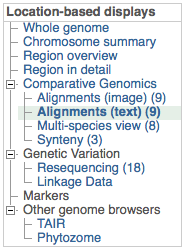 Location-based displays
Whole genome
Chromosome summary
Region overview
Region in detail
Comparative Genomics
Alignments (image) (9)
Alignments (text) (9)
Multi-species view (8)
Synteny (3)
Genetic Variation
Resequencing (18)
Linkage Data
Markers
Other genome browsers
TAIR
Phytozome